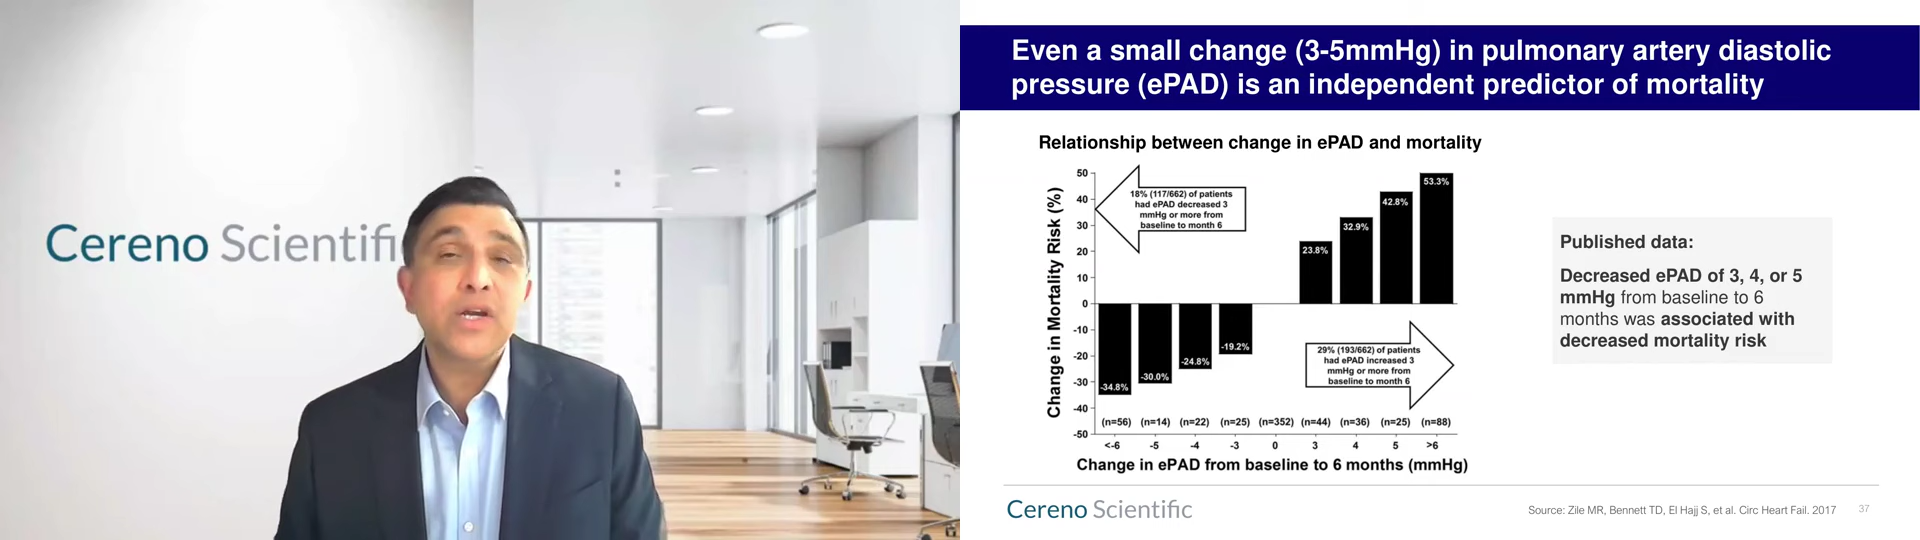 Cereno Scientifi
Even a small change (3-5mmHg) in pulmonary artery diastolic
pressure (ePAD) is an independent predictor of mortality
Relationship between change in ePAD and mortality
Change in Mortality Risk (%)
50
40
30
20
10
0
-10
-20
-30
-40
-50
18% (117/662) of patients
had ePAD decreased 3
mmHg or more from
baseline to month 6
-34.8%
-30.0%
-24.8%
-19.2%
23.8%
32.9%
42.8%
53.3%
29% (193/662) of patients
had ePAD increased 3
mmHg or more from
baseline to month 6
(n=56) (n=14) (n=22) (n=25) (n=352) (n=44) (n=36) (n=25) (n=88)
<-6 -5 -4 -3 0 3 4 5 >6
Change in ePAD from baseline to 6 months (mmHg)
Published data:
Decreased ePAD of 3, 4, or 5
mmHg from baseline to 6
months was associated with
decreased mortality risk
Cereno Scientific
Source: Zile MR, Bennett TD, El Hajj S, et al. Circ Heart Fail. 2017
37